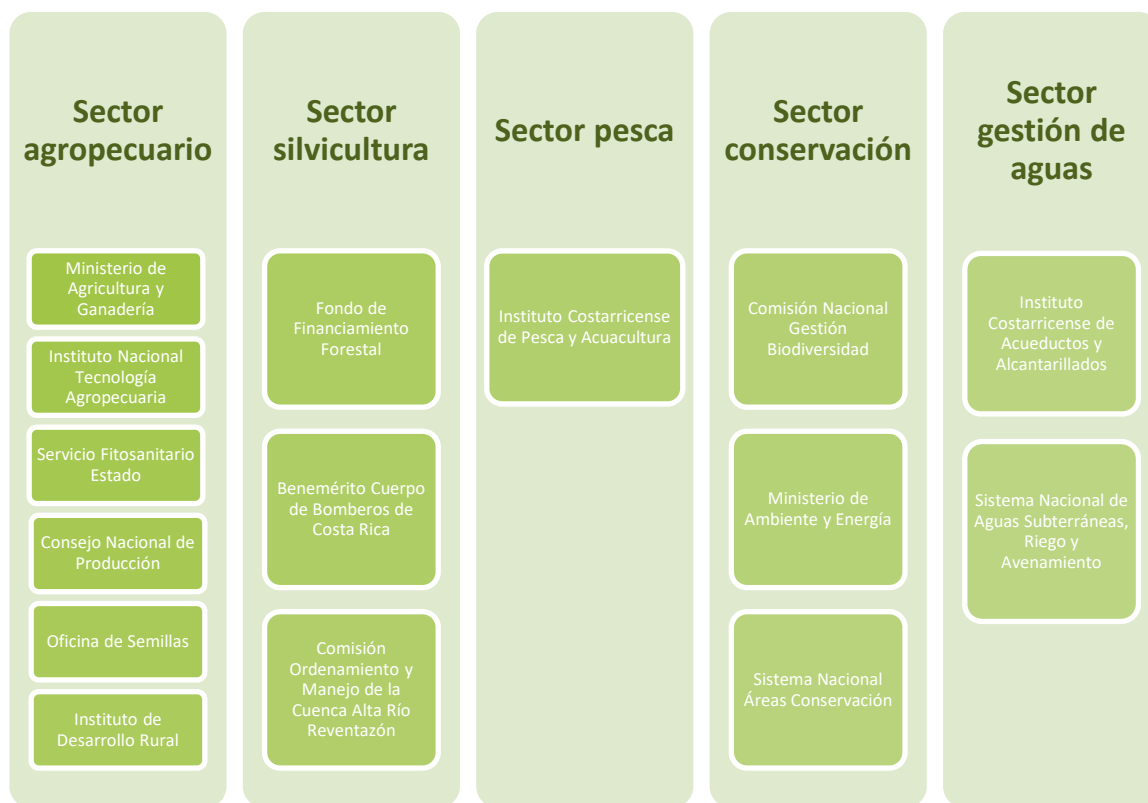 Sector
agropecuario
Ministerio de
Agricultura y
Ganadería
Instituto Nacional
Tecnología
Agropecuaria
Servicio Fitosanitario
Estado
Consejo Nacional de
Producción
Oficina de Semillas
Instituto de
Desarrollo Rural
Sector
silvicultura
Fondo de
Financiamiento
Forestal
Benemérito Cuerpo
de Bomberos de
Costa Rica
Comisión
Ordenamiento y
Manejo de la
Cuenca Alta Río
Reventazón
Sector pesca
Instituto Costarricense
de Pesca y Acuacultura
Sector
conservación
Comisión Nacional
Gestión
Biodiversidad
Ministerio de
Ambiente y Energía
Sistema Nacional
Áreas Conservación
Sector
gestión de
aguas
Instituto
Costarricense de
Acueductos y
Alcantarillados
Sistema Nacional de
Aguas Subterráneas,
Riego y
Avenamiento